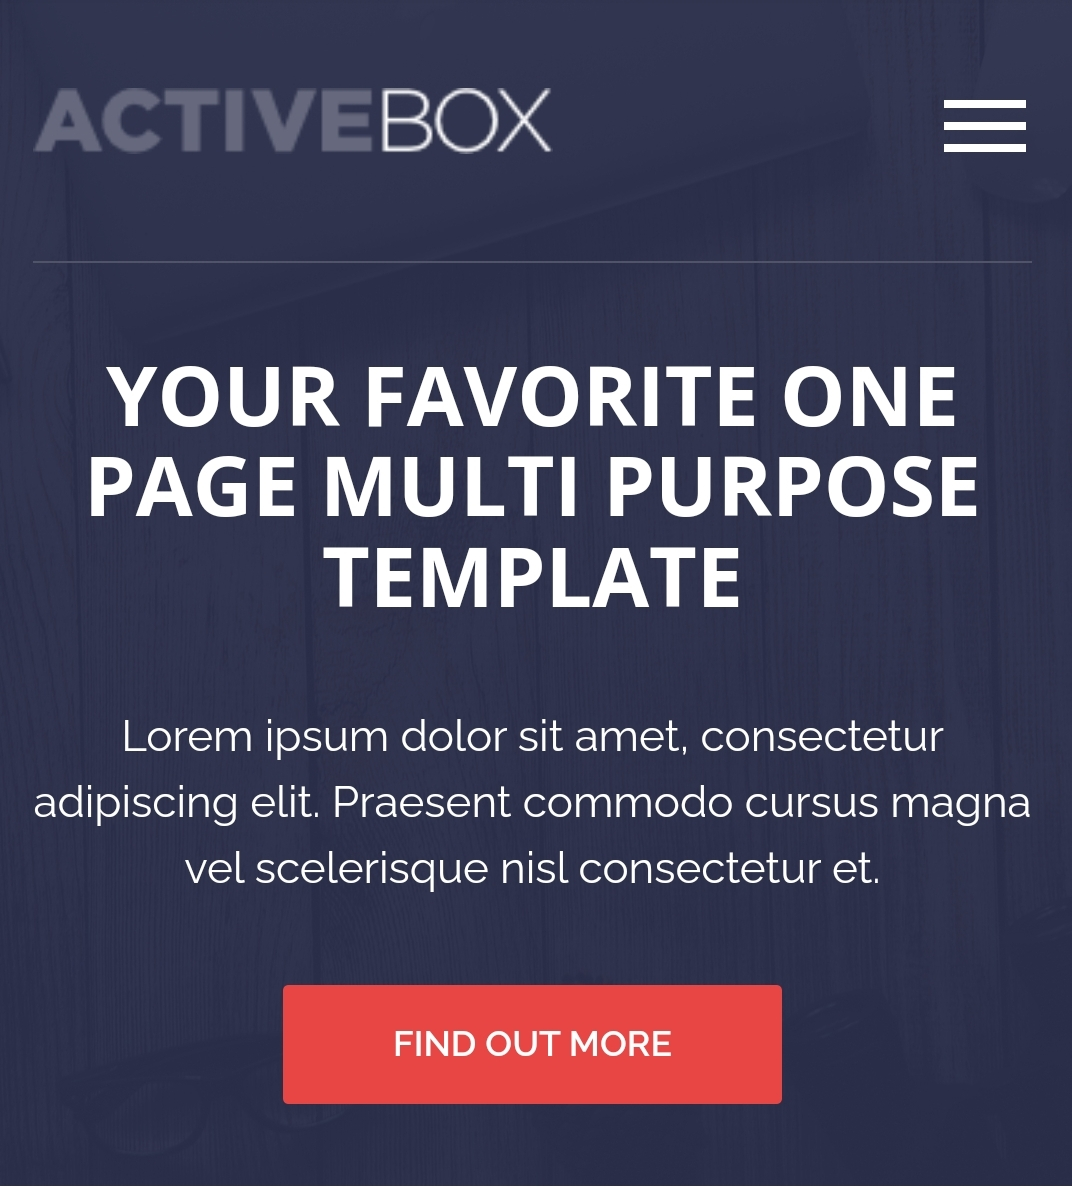 ACTIVEBOX
YOUR FAVORITE ONE
PAGE MULTI PURPOSE
TEMPLATE
Lorem ipsum dolor sit amet, consectetur
adipiscing elit. Praesent commodo cursus magna
vel scelerisque nisl consectetur et.
FIND OUT MORE